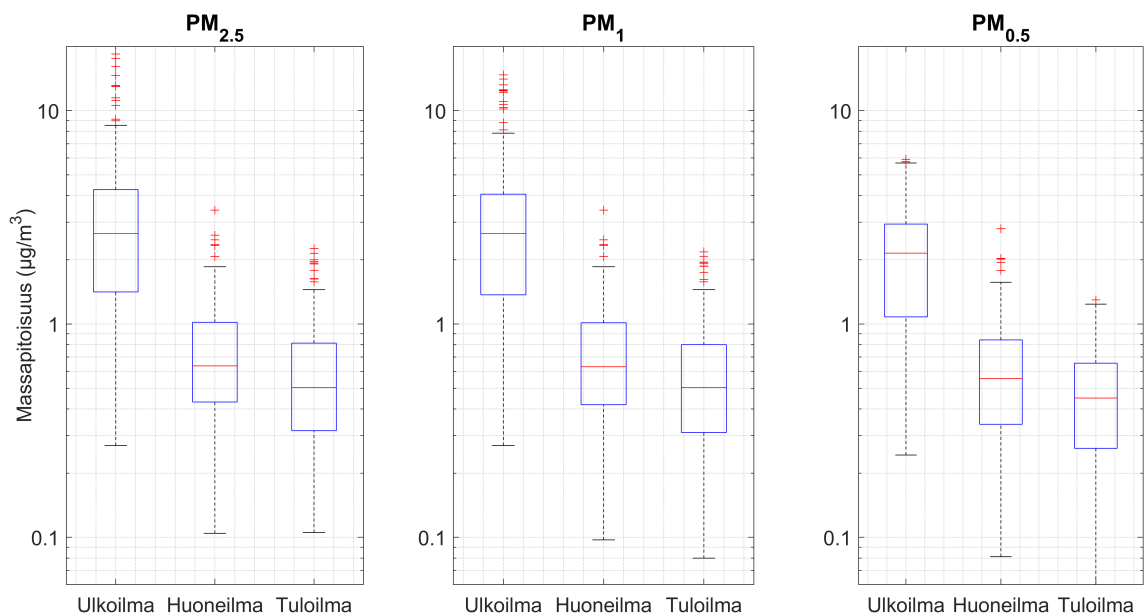 PM2.5
PM1
PM0.5
Massapitoisuus (µg/m³)
10
1
0.1
10
1
0.1
10
1
0.1
Ulkoilma Huoneilma Tuloilma
Ulkoilma Huoneilma Tuloilma
Ulkoilma Huoneilma Tuloilma